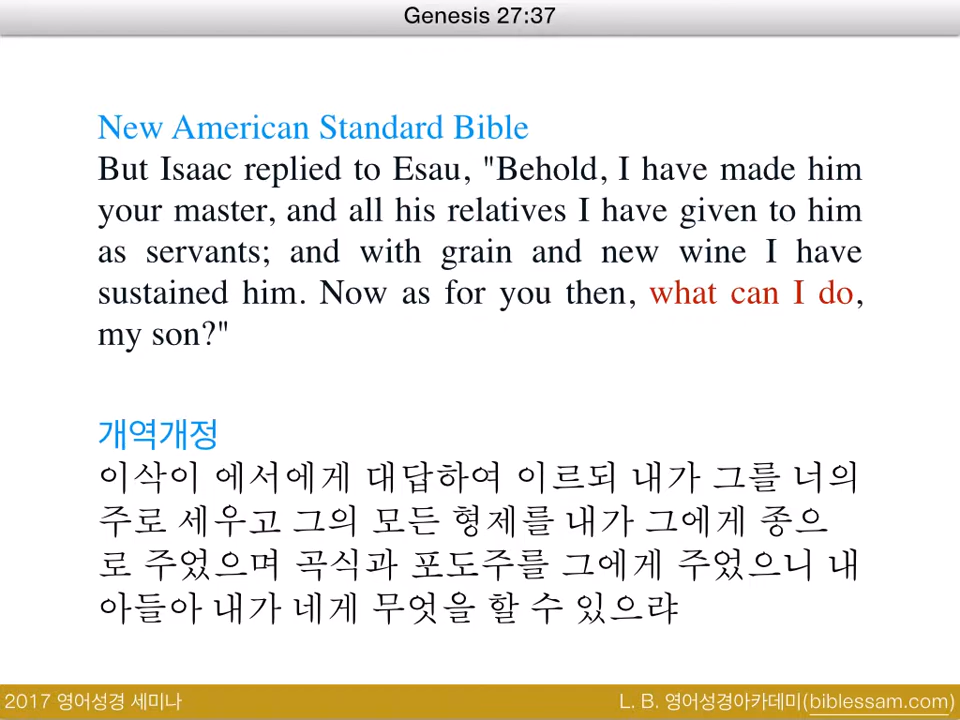 Genesis 27:37
New American Standard Bible
But Isaac replied to Esau, "Behold, I have made him
your master, and all his relatives I have given to him
as servants; and with grain and new wine I have
sustained him. Now as for you then, what can I do,
my son?"
개역개정
이삭이 에서에게 대답하여 이르되 내가 그를 너의
주로 세우고 그의 모든 형제를 내가 그에게 종으
로 주었으며 곡식과 포도주를 그에게 주었으니 내
아들아 내가 네게 무엇을 할 수 있으랴
2017 영어성경 세미나
L. B. 영어성경아카데미(biblessam.com)